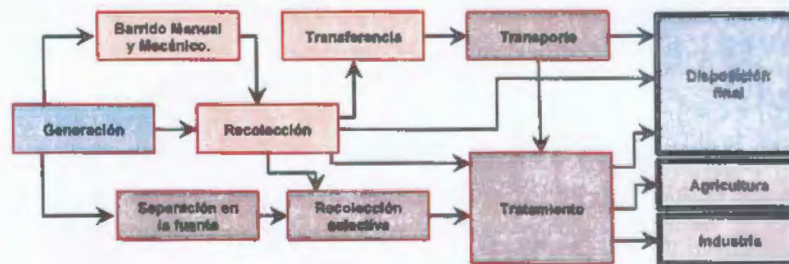 Barrido Manual
y Mecánico.
Transferencia
Transporte
Disposición
final
Generación
Recolección
Separación en
la fuente
Recolección
selectiva
Tratamiento
Agricultura
Industria